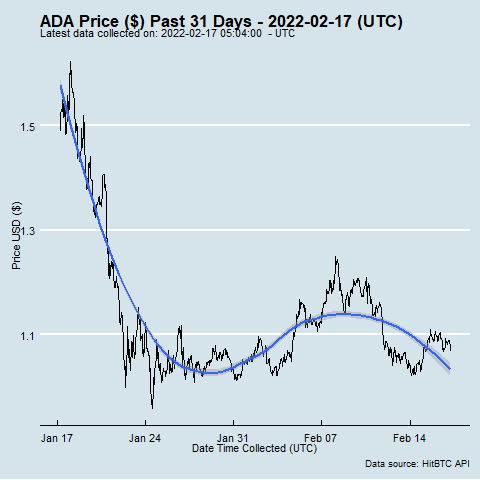 ADA Price ($) Past 31 Days - 2022-02-17 (UTC)
Latest data collected on: 2022-02-17 05:04:00 - UTC
1.5
1.3
1.1
Price USD ($)
Jan 17
Jan 24
Jan 31
Feb 07
Feb 14
Date Time Collected (UTC)
Data source: HitBTC API